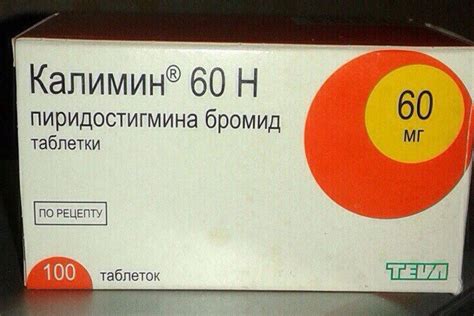 Калимин® 60 Н
пиридостигмина бромид
таблетки
60
мг
ПО РЕЦЕПТУ
100 таблеток
TEVA